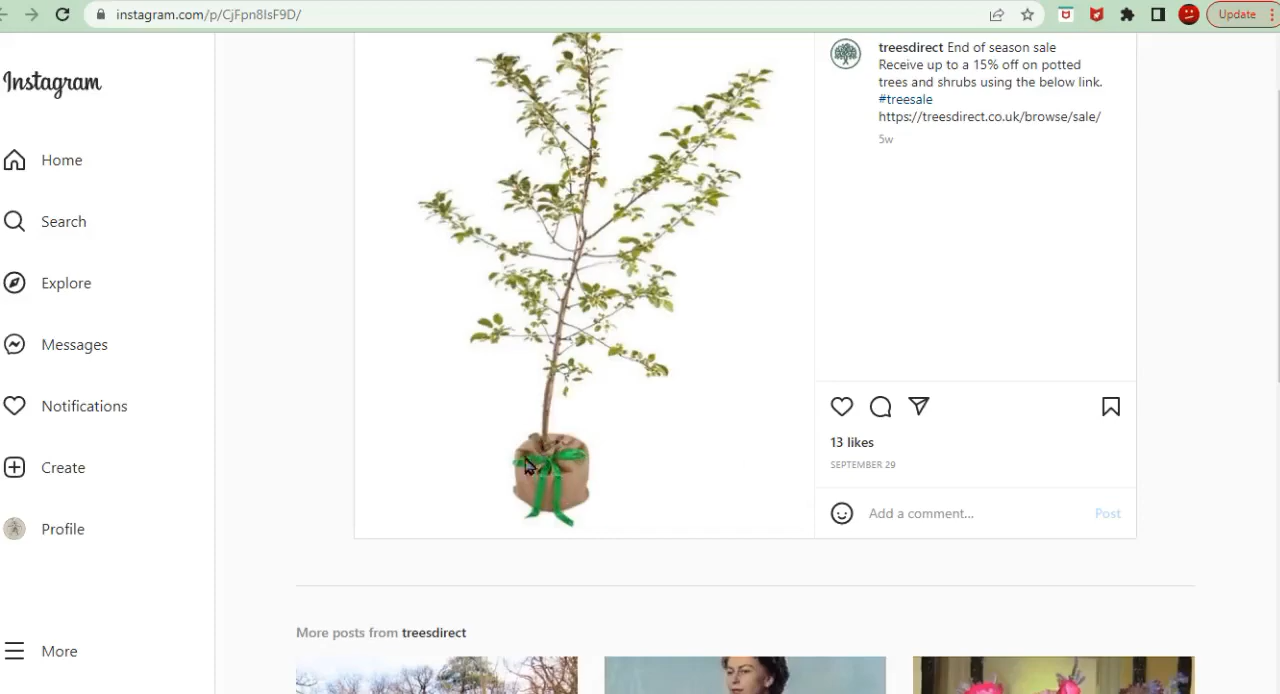 instagram.com/p/CjFpn8IsF9D/
Update
Instagram
Home
Search
Explore
Messages
Notifications
Create
Profile
More
treesdirect End of season sale
Receive up to a 15% off on potted
trees and shrubs using the below link.
#treesale
https://treesdirect.co.uk/browse/sale/
5w
13 likes
SEPTEMBER 29
Add a comment...
Post
More posts from treesdirect